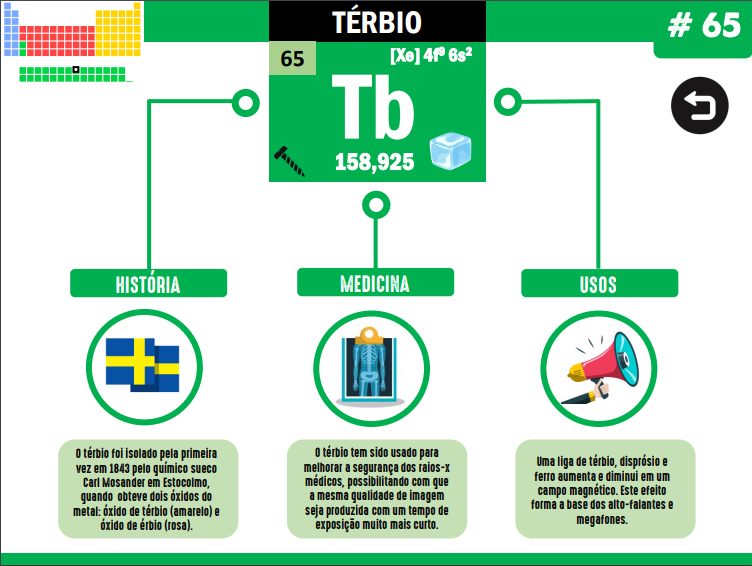 TÉRBIO
# 65
65
[Xe] 4f⁹ 6s²
Tb
158,925
HISTÓRIA
O térbio foi isolado pela primeira
vez em 1843 pelo químico sueco
Carl Mosander em Estocolmo,
quando obteve dois óxidos do
metal: óxido de térbio (amarelo) e
óxido de érbio (rosa).
MEDICINA
O térbio tem sido usado para
melhorar a segurança dos raios-x
médicos, possibilitando com que
a mesma qualidade de imagem
seja produzida com um tempo de
exposição muito mais curto.
USOS
Uma liga de térbio, disprósio e
ferro aumenta e diminui em um
campo magnético. Este efeito
forma a base dos alto-falantes e
megafones.